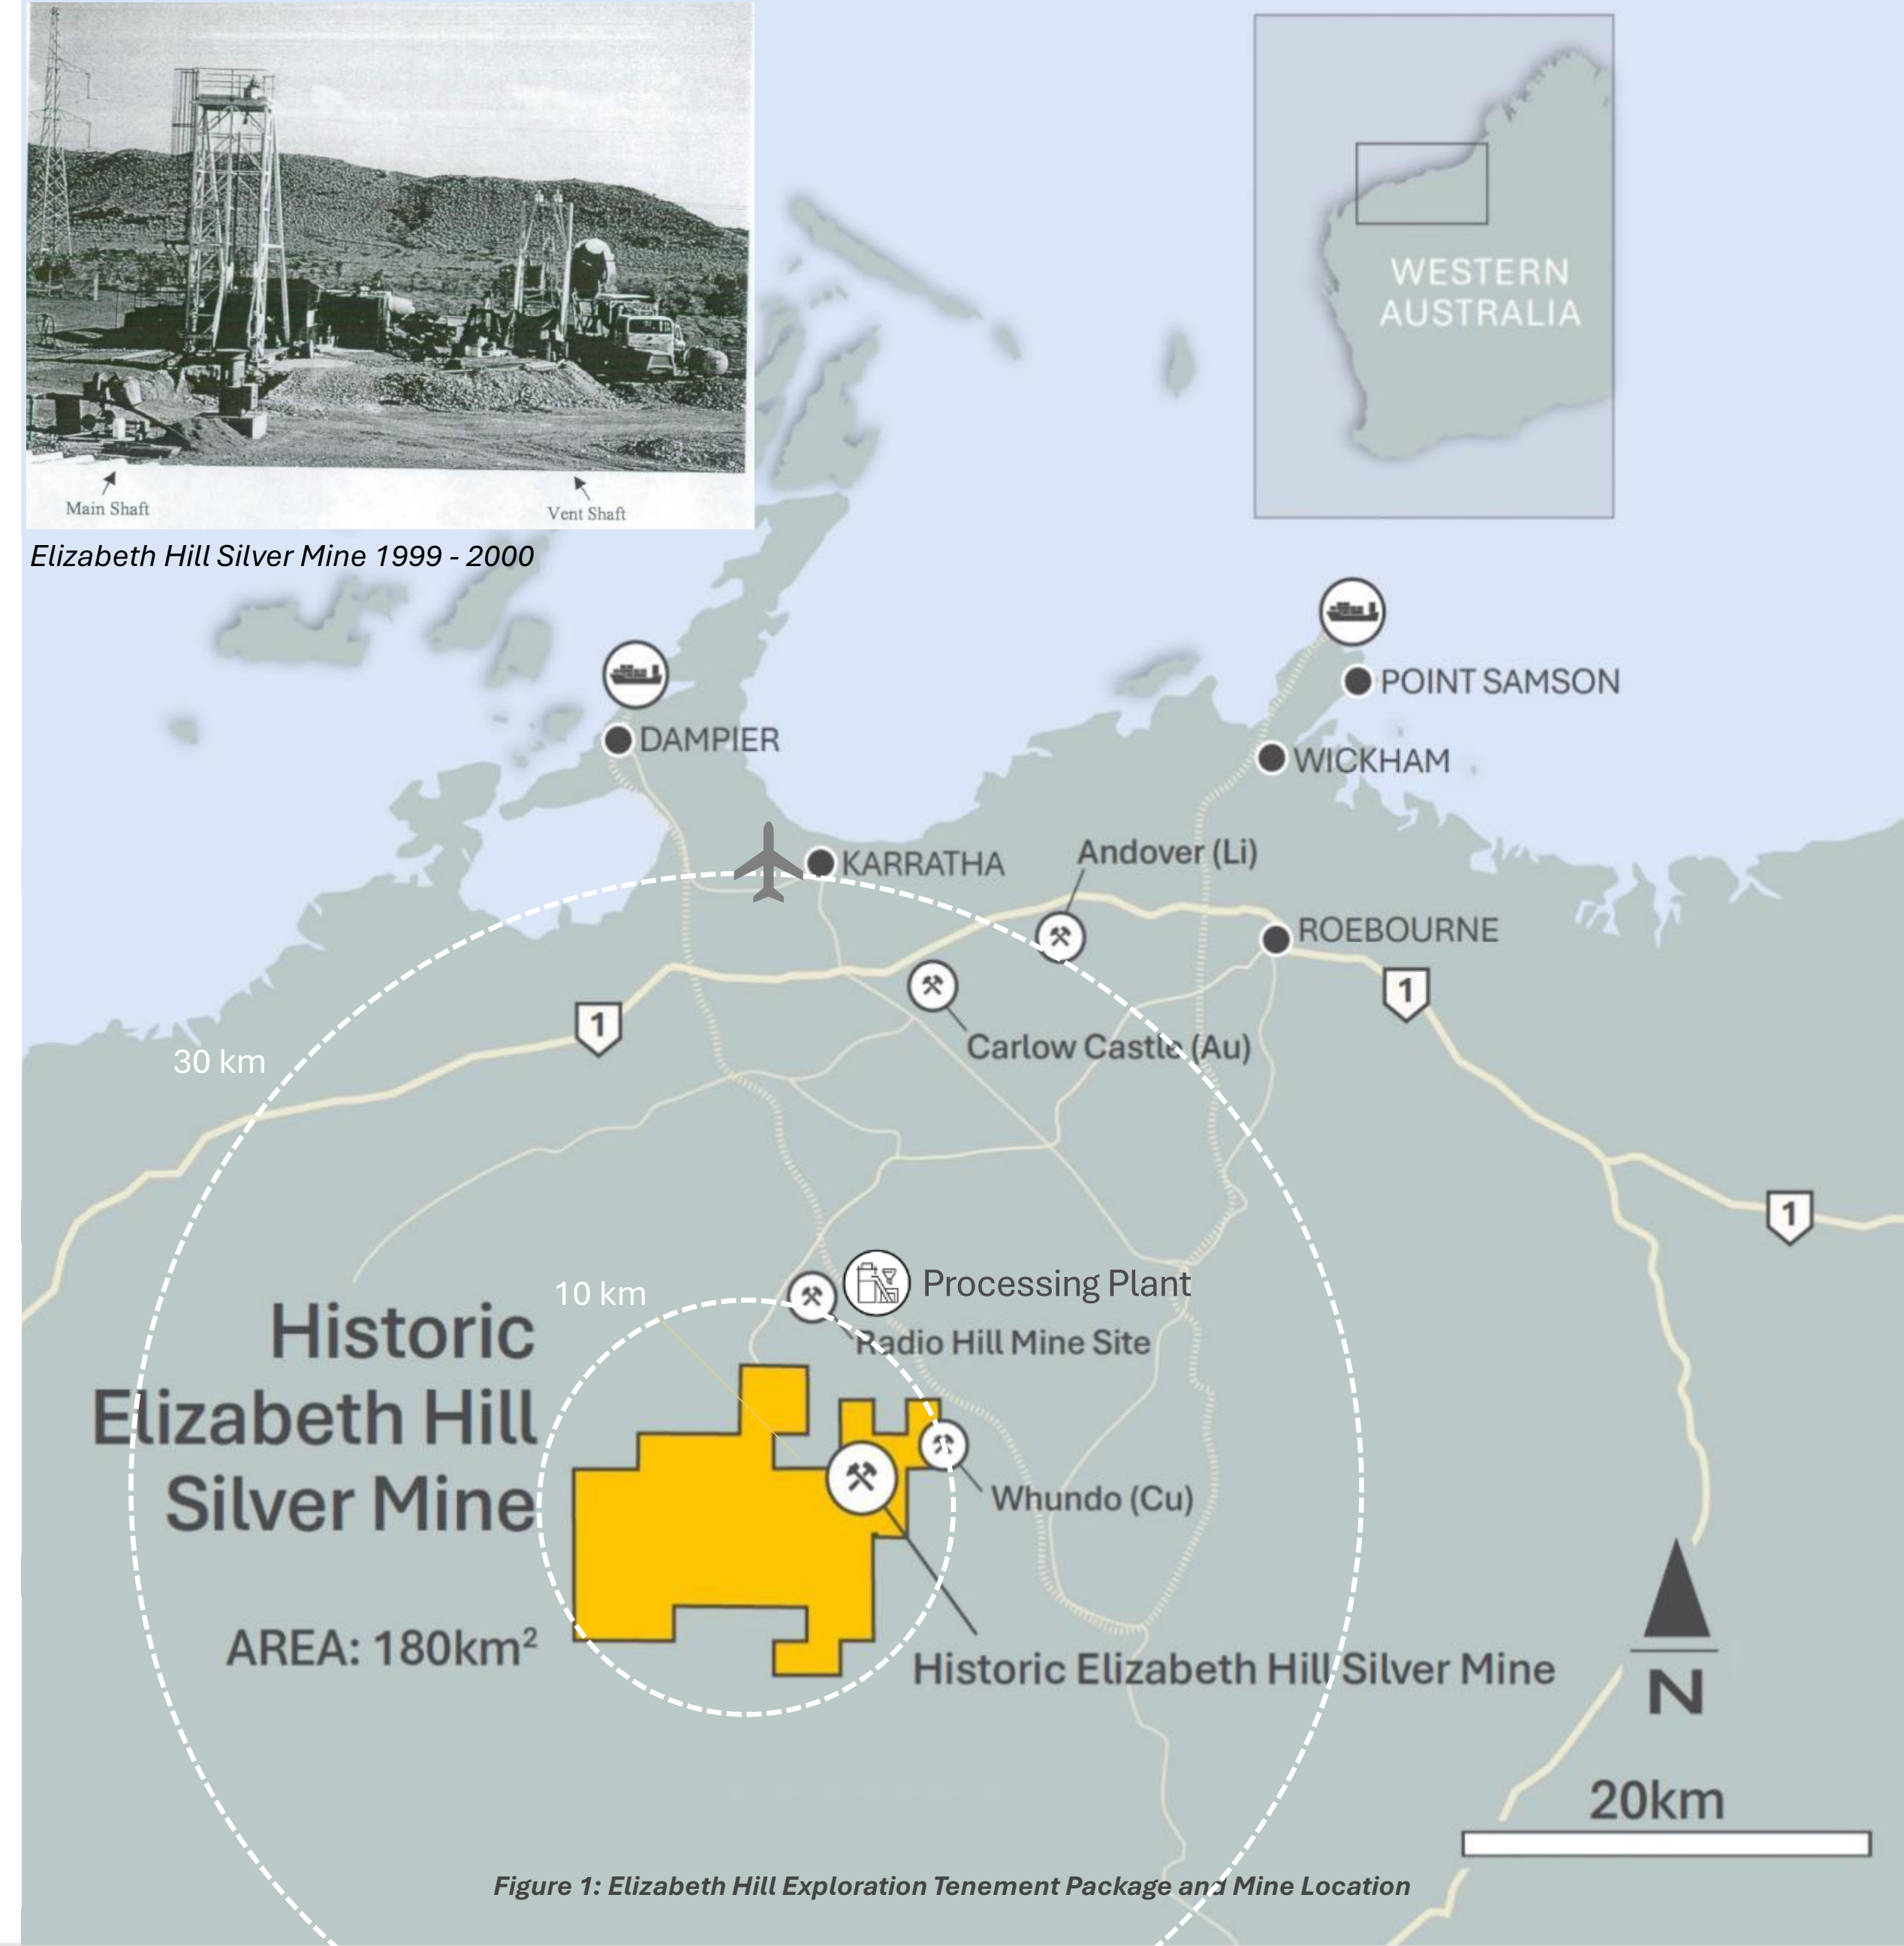 Main Shaft
Vent Shaft
Elizabeth Hill Silver Mine 1999 - 2000
WESTERN
AUSTRALIA
POINT SAMSON
DAMPIER
WICKHAM
KARRATHA
Andover (Li)
ROEBOURNE
1
1
Carlow Castle (Au)
30 km
1
Processing Plant
10 km
Radio Hill Mine Site
Historic
Elizabeth Hill
Silver Mine
Whundo (Cu)
AREA: 180km²
Historic Elizabeth Hill Silver Mine
N
20km
Figure 1: Elizabeth Hill Exploration Tenement Package and Mine Location